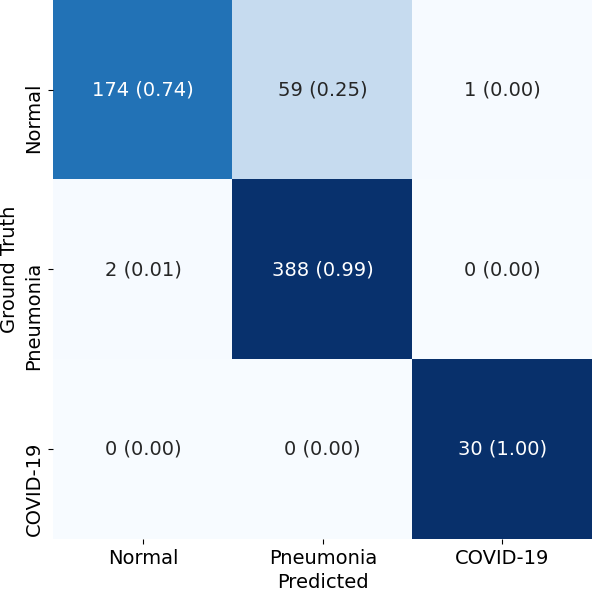 174 (0.74) 59 (0.25) 1 (0.00)
Normal
2 (0.01) 388 (0.99) 0 (0.00)
Pneumonia
Ground Truth
0 (0.00) 0 (0.00) 30 (1.00)
COVID-19
Normal Pneumonia COVID-19
Predicted